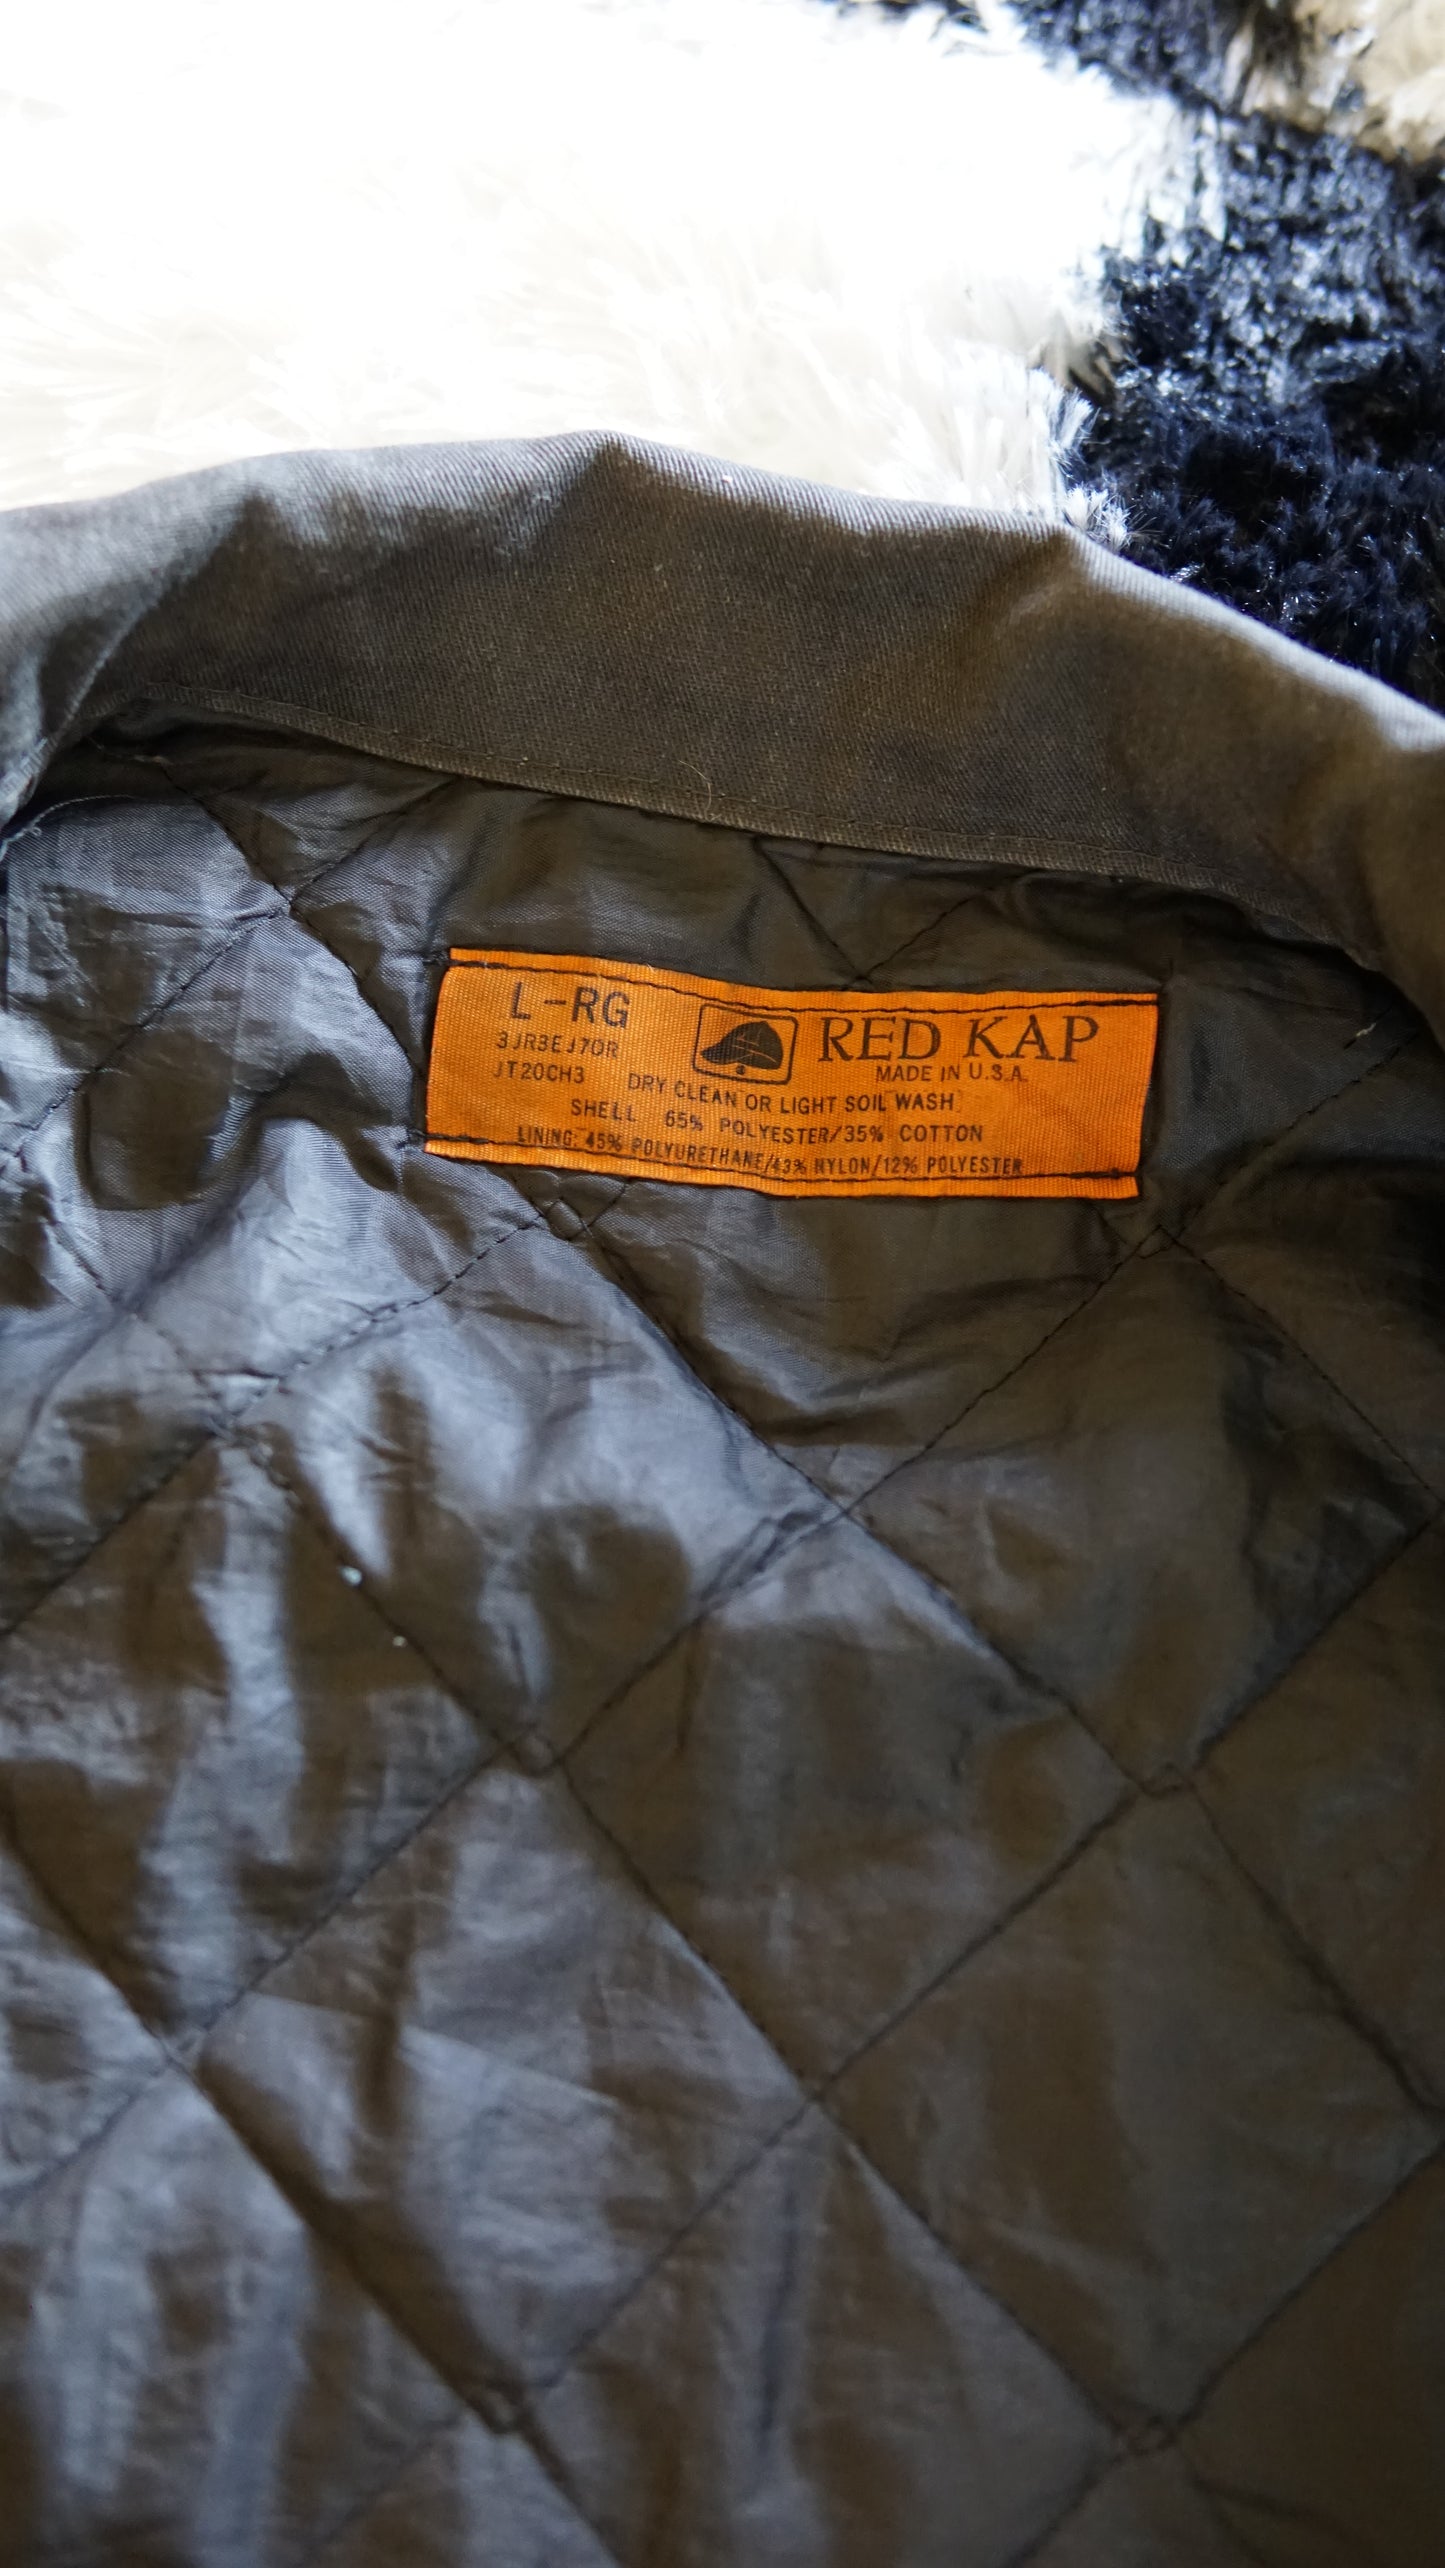 L-RG
3JR3EJ7OR
JT20CH3
RED KAP
MADE IN U.S.A.
DRY CLEAN OR LIGHT SOIL WASH
SHELL 65% POLYESTER/35% COTTON
LINING: 45% POLYURETHANE/43% NYLON/12% POLYESTER